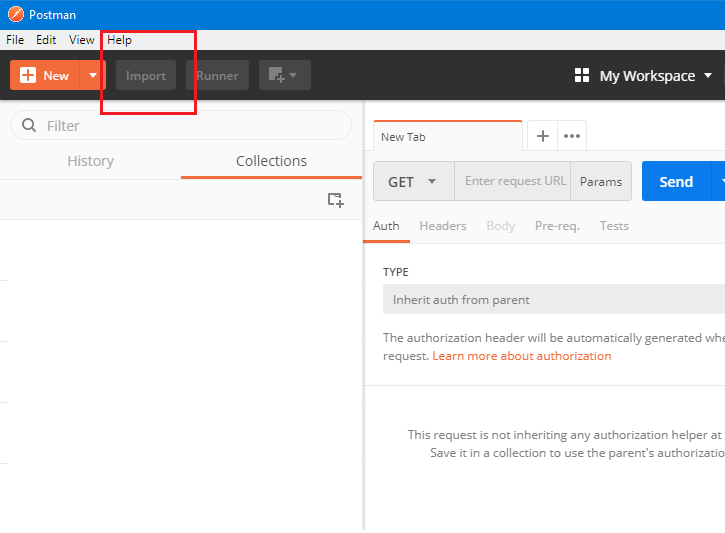 Postman
File Edit View Help
New Import Runner My Workspace
Filter
History Collections
New Tab
GET Enter request URL Params Send
Auth Headers Body Pre-req. Tests
TYPE
Inherit auth from parent
The authorization header will be automatically generated whe
request. Learn more about authorization
This request is not inheriting any authorization helper at
Save it in a collection to use the parent's authorizatio